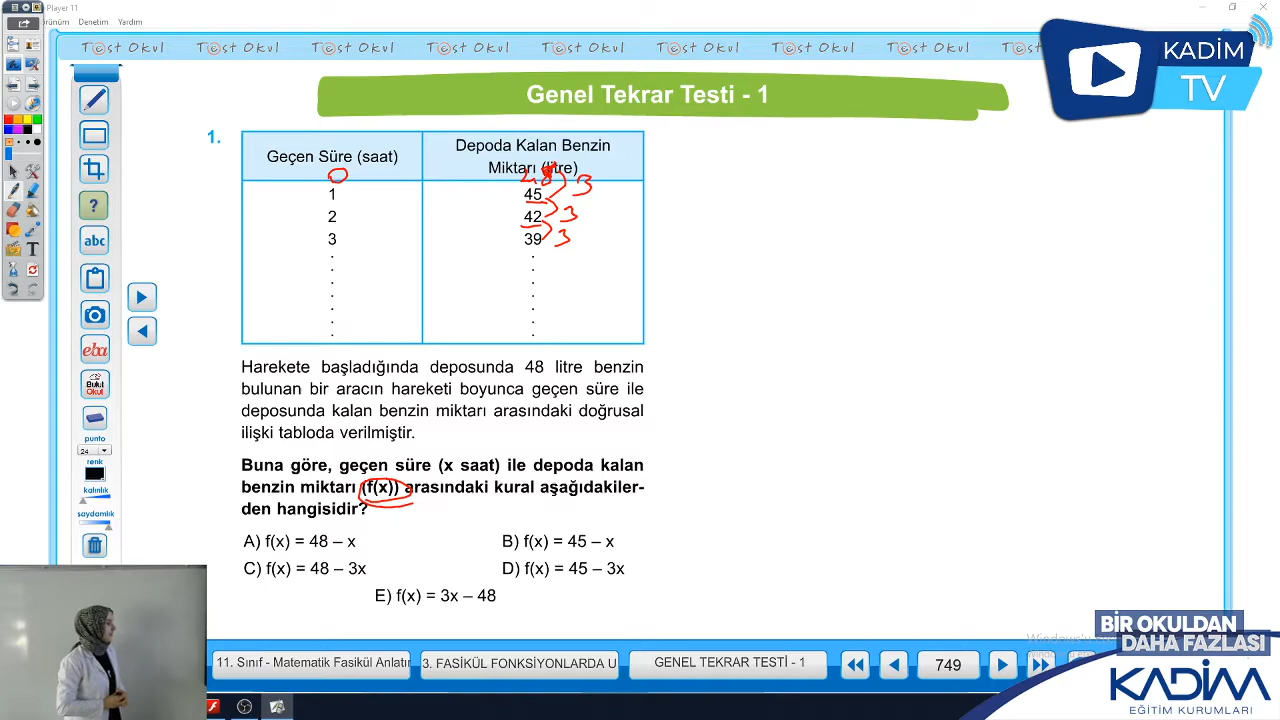 Player 11
Görünüm Denetim Yardım
Test Okul Test Okul Test Okul Test Okul Test Okul Test Okul Test Okul Test Okul Test
KADİM
TV
Genel Tekrar Testi - 1
1.
Geçen Süre (saat)
Depoda Kalan Benzin
Miktarı (litre)
0 48
3
1 45
3
2 42
3
3 39
Harekete başladığında deposunda 48 litre benzin
bulunan bir aracın hareketi boyunca geçen süre ile
deposunda kalan benzin miktarı arasındaki doğrusal
ilişki tabloda verilmiştir.
Buna göre, geçen süre (x saat) ile depoda kalan
benzin miktarı (f(x)) arasındaki kural aşağıdakiler-
den hangisidir?
A) f(x) = 48 – x B) f(x) = 45 – x
C) f(x) = 48 – 3x D) f(x) = 45 – 3x
E) f(x) = 3x – 48
T
?
abc
eba
Bulut
Okul
punto
24
renk
kalınlık
saydamlık
11. Sınıf - Matematik Fasikül Anlatır
3. FASİKÜL FONKSİYONLARDA U
GENEL TEKRAR TESTİ - 1
749
BİR OKULDAN
DAHA FAZLASI
KADİM
EĞİTİM KURUMLARI